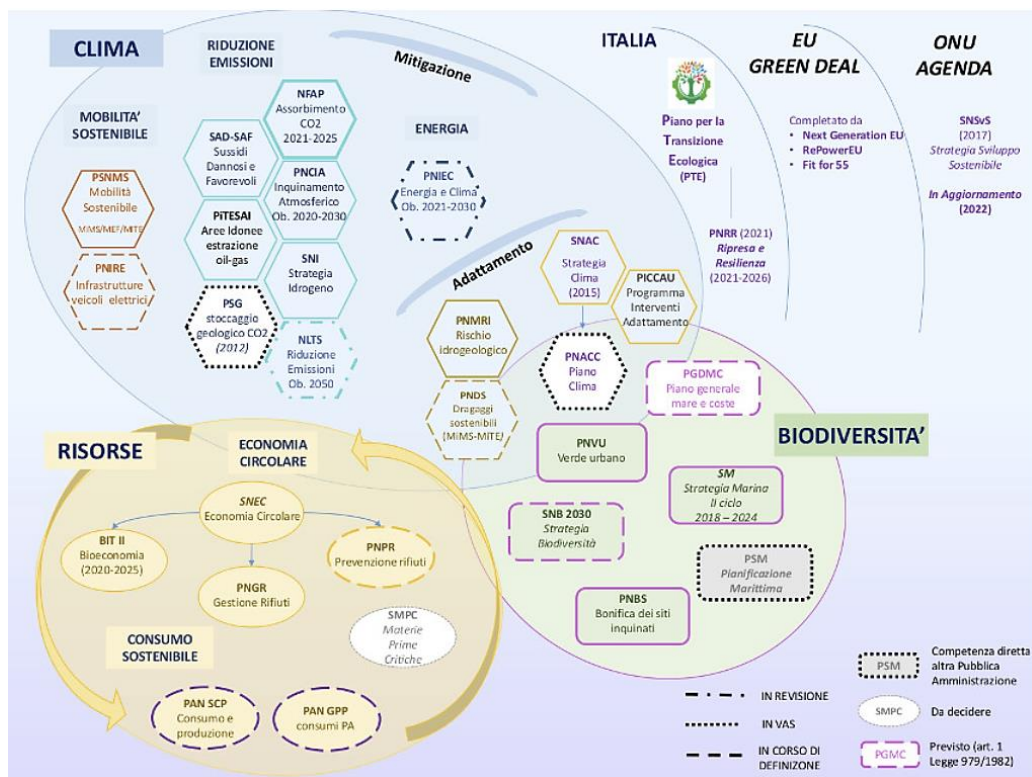 CLIMA
RIDUZIONE
EMISSIONI
Mitigazione
ITALIA
EU
GREEN DEAL
ONU
AGENDA
MOBILITA’
SOSTENIBILE
PSNMS
Mobilità
Sostenibile
MiMS/MEF/MITE
PNIRE
Infrastrutture
veicoli elettrici
NFAP
Assorbimento
CO2
2021-2025
SAD-SAF
Sussidi
Dannosi e
Favorevoli
PNCIA
Inquinamento
Atmosferico
Ob. 2020-2030
PiTESAI
Aree Idonee
estrazione
oil-gas
SNI
Strategia
Idrogeno
PSG
stoccaggio
geologico CO2
(2012)
NLTS
Riduzione
Emissioni
Ob. 2050
ENERGIA
PNIEC
Energia e Clima
Ob. 2021-2030
Adattamento
Piano per la
Transizione
Ecologica
(PTE)
PNRR (2021)
Ripresa e
Resilienza
(2021-2026)
Completato da
• Next Generation EU
• RePowerEU
• Fit for 55
SNSvS
(2017)
Strategia Sviluppo
Sostenibile
In Aggiornamento
(2022)
SNAC
Strategia
Clima
(2015)
PICCAU
Programma
Interventi
Adattamento
PNMRI
Rischio
idrogeologico
PNACC
Piano
Clima
PGDMC
Piano generale
mare e coste
PNDS
Dragaggi
sostenibili
(MiMS-MiTE)
PNVU
Verde urbano
BIODIVERSITA’
SM
Strategia Marina
II ciclo
2018 – 2024
SNB 2030
Strategia
Biodiversità
PSM
Pianificazione
Marittima
PNBS
Bonifica dei siti
inquinati
RISORSE
ECONOMIA
CIRCOLARE
SNEC
Economia Circolare
BIT II
Bioeconomia
(2020-2025)
PNPR
Prevenzione rifiuti
PNGR
Gestione Rifiuti
SMPC
Materie
Prime
Critiche
CONSUMO
SOSTENIBILE
PAN SCP
Consumo e
produzione
PAN GPP
consumi PA
IN REVISIONE
IN VAS
IN CORSO DI
DEFINIZONE
PSM
Competenza diretta
altra Pubblica
Amministrazione
SMPC
Da decidere
PGMC
Previsto (art. 1
Legge 979/1982)